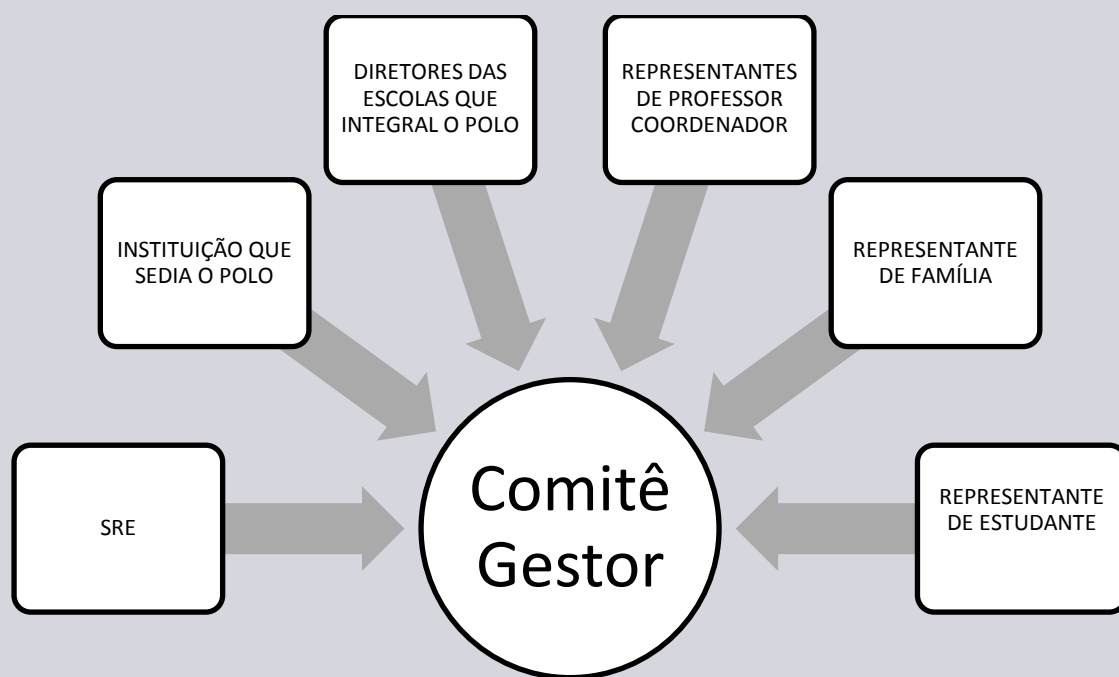 DIRETORES DAS
ESCOLAS QUE
INTEGRAL O POLO
REPRESENTANTES
DE PROFESSOR
COORDENADOR
INSTITUIÇÃO QUE
SEDIA O POLO
REPRESENTANTE
DE FAMÍLIA
SRE
Comitê
Gestor
REPRESENTANTE
DE ESTUDANTE